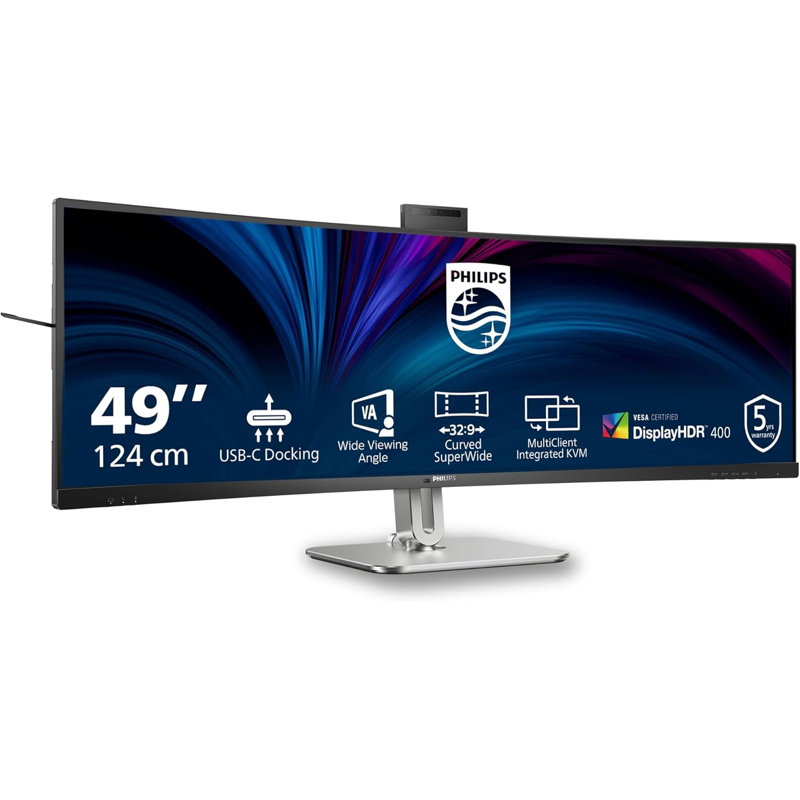 PHILIPS
49’’
124 cm
USB-C Docking
VA
Wide Viewing
Angle
32:9
Curved
SuperWide
MultiClient
Integrated KVM
VESA CERTIFIED
DisplayHDR™ 400
5
yrs
warranty
PHILIPS